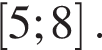 [5; 8] .